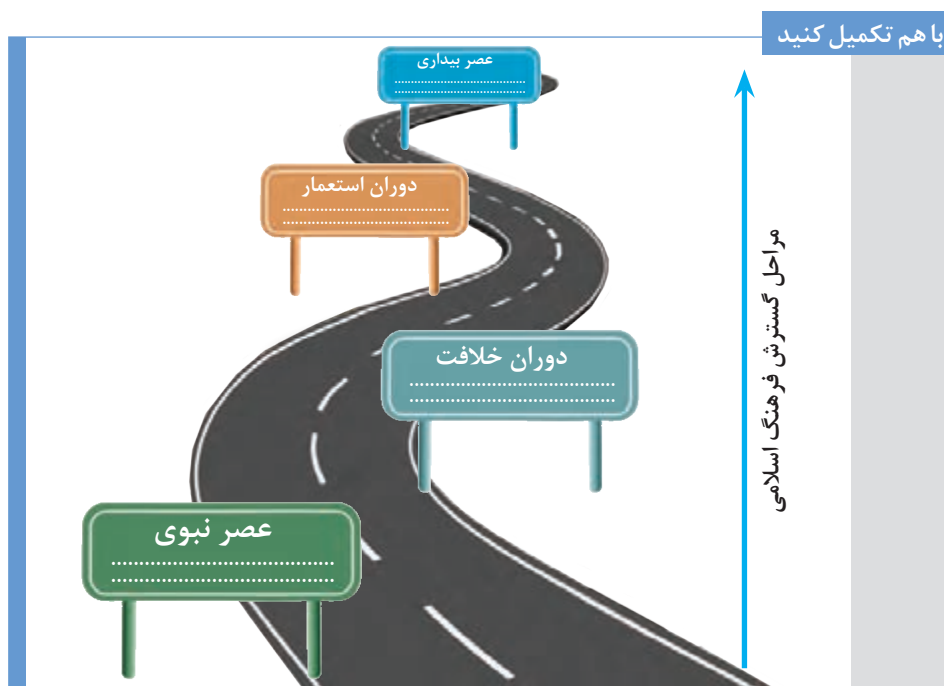 با هم تکمیل کنید
عصر بیداری
دوران استعمار
دوران خلافت
عصر نبوی
مراحل گسترش فرهنگ اسلامی